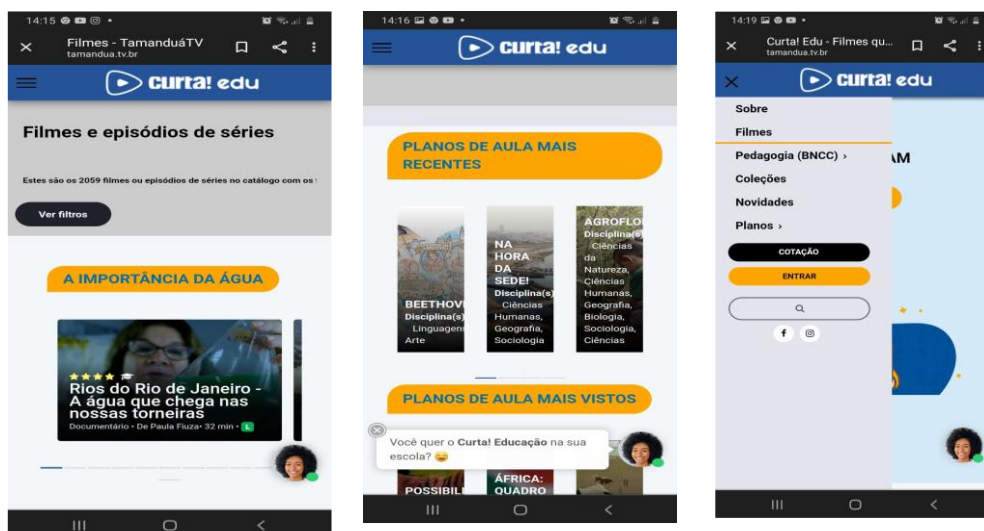 14:15
Filmes - TamanduáTV
tamandua.tv.br
curta! edu
Filmes e episódios de série
Estes são os 2059 filmes ou episódios de séries no catálogo com os
Ver filtros
A IMPORTÂNCIA DA ÁGUA
Rios do Rio de Janeiro -
A água que chega nas
nossas torneiras
Documentário • De Paula Fiuza • 32 min • L
14:16
curta! edu
PLANOS DE AULA MAIS
RECENTES
BEETHOV
Disciplina(s)
Linguagen
Arte
NA
HORA
DA
SEDE!
Disciplina(s)
Ciências
Humanas,
Geografia,
Sociologia
AGROFLO
Disciplina(s)
Ciências
da
Natureza,
Ciências
Humanas,
Geografia,
Biologia,
Sociologia,
Ciências
PLANOS DE AULA MAIS VISTOS
Você quer o Curta! Educação na sua
escola?
POSSIBIL
ÁFRICA:
QUADRO
14:19
Curta! Edu - Filmes qu...
tamandua.tv.br
curta! edu
Sobre
Filmes
Pedagogia (BNCC) ›
AM
Coleções
Novidades
Planos ›
COTAÇÃO
ENTRAR